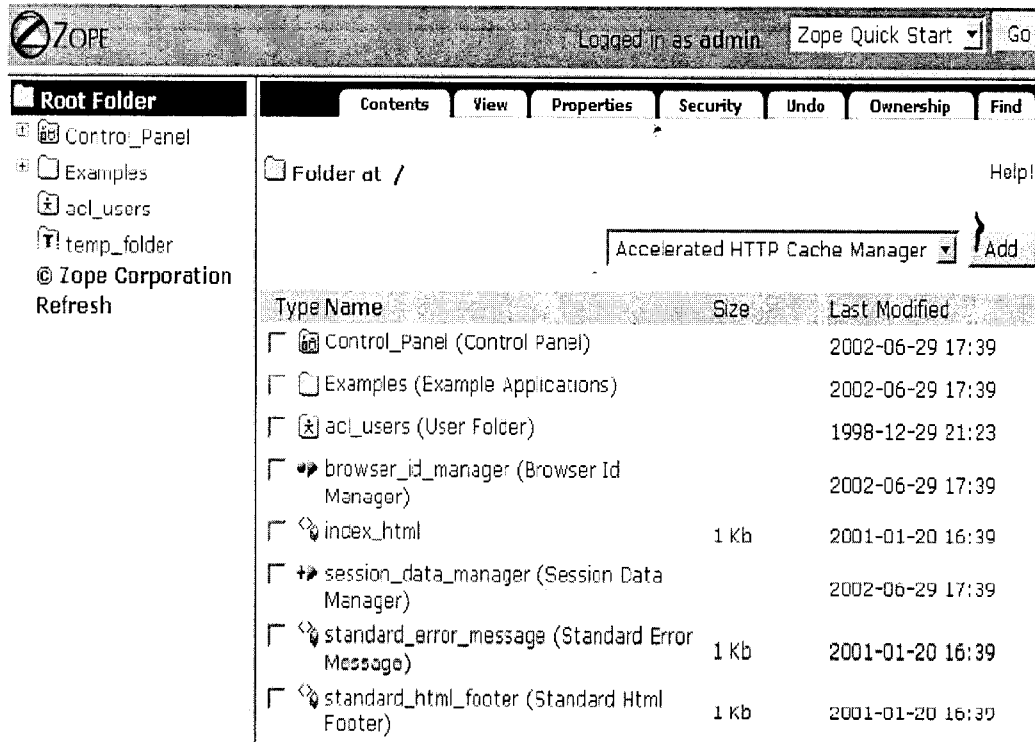 ZOPE
Logged in as admin
Zope Quick Start
Go
Root Folder
Control_Panel
Examples
acl_users
temp_folder
© Zope Corporation
Refresh
Contents View Properties Security Undo Ownership Find
Folder at /
Help!
Accelerated HTTP Cache Manager
Add
Type Name Size Last Modified
Control_Panel (Control Panel) 2002-06-29 17:39
Examples (Example Applications) 2002-06-29 17:39
acl_users (User Folder) 1998-12-29 21:23
browser_id_manager (Browser Id
Manager) 2002-06-29 17:39
index_html 1 Kb 2001-01-20 16:39
session_data_manager (Session Data
Manager) 2002-06-29 17:39
standard_error_message (Standard Error
Message) 1 Kb 2001-01-20 16:39
standard_html_footer (Standard Html
Footer) 1 Kb 2001-01-20 16:39